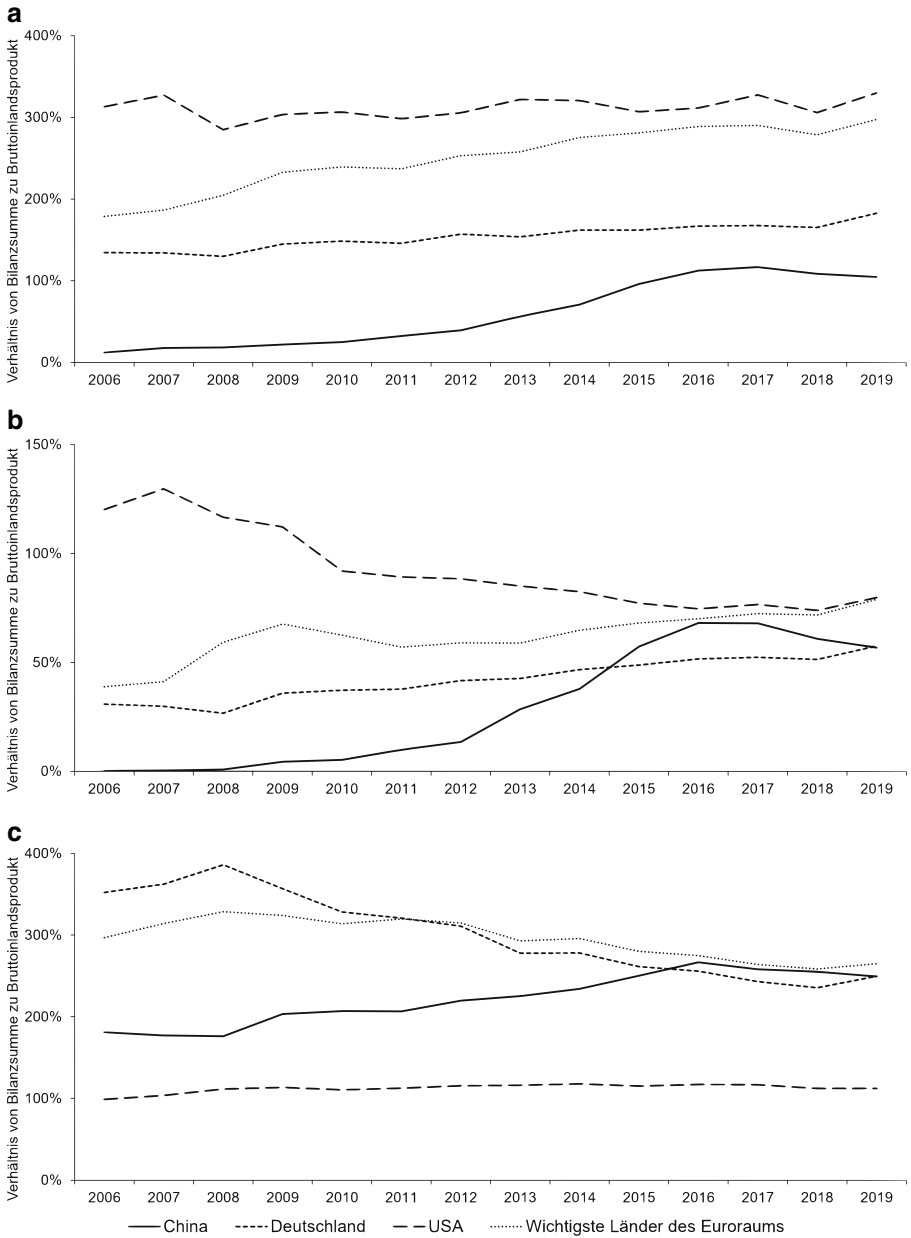 a
Verhältnis von Bilanzsumme zu Bruttoinlandsprodukt
400%
300%
200%
100%
0%
2006 2007 2008 2009 2010 2011 2012 2013 2014 2015 2016 2017 2018 2019
b
Verhältnis von Bilanzsumme zu Bruttoinlandsprodukt
150%
100%
50%
0%
2006 2007 2008 2009 2010 2011 2012 2013 2014 2015 2016 2017 2018 2019
c
Verhältnis von Bilanzsumme zu Bruttoinlandsprodukt
400%
300%
200%
100%
0%
2006 2007 2008 2009 2010 2011 2012 2013 2014 2015 2016 2017 2018 2019
China Deutschland USA Wichtigste Länder des Euroraums